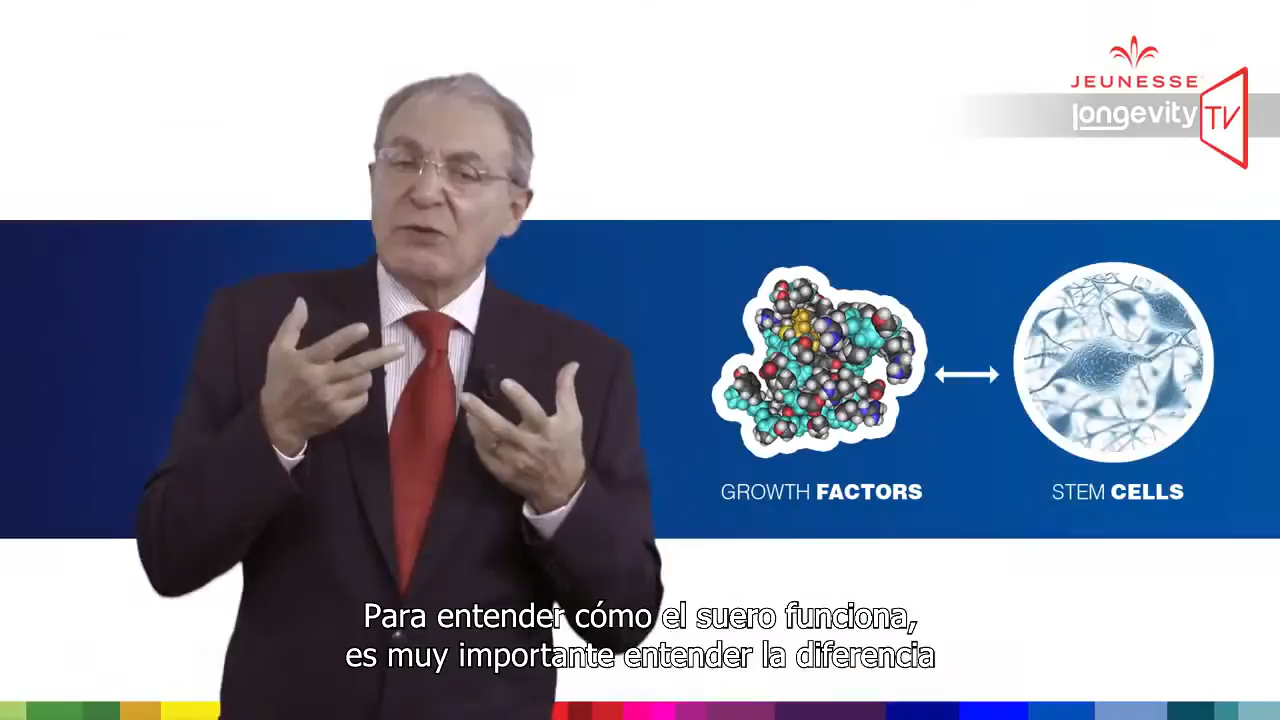 JEUNESSE
longevity
TV
GROWTH FACTORS
STEM CELLS
Para entender cómo el suero funciona,
es muy importante entender la diferencia